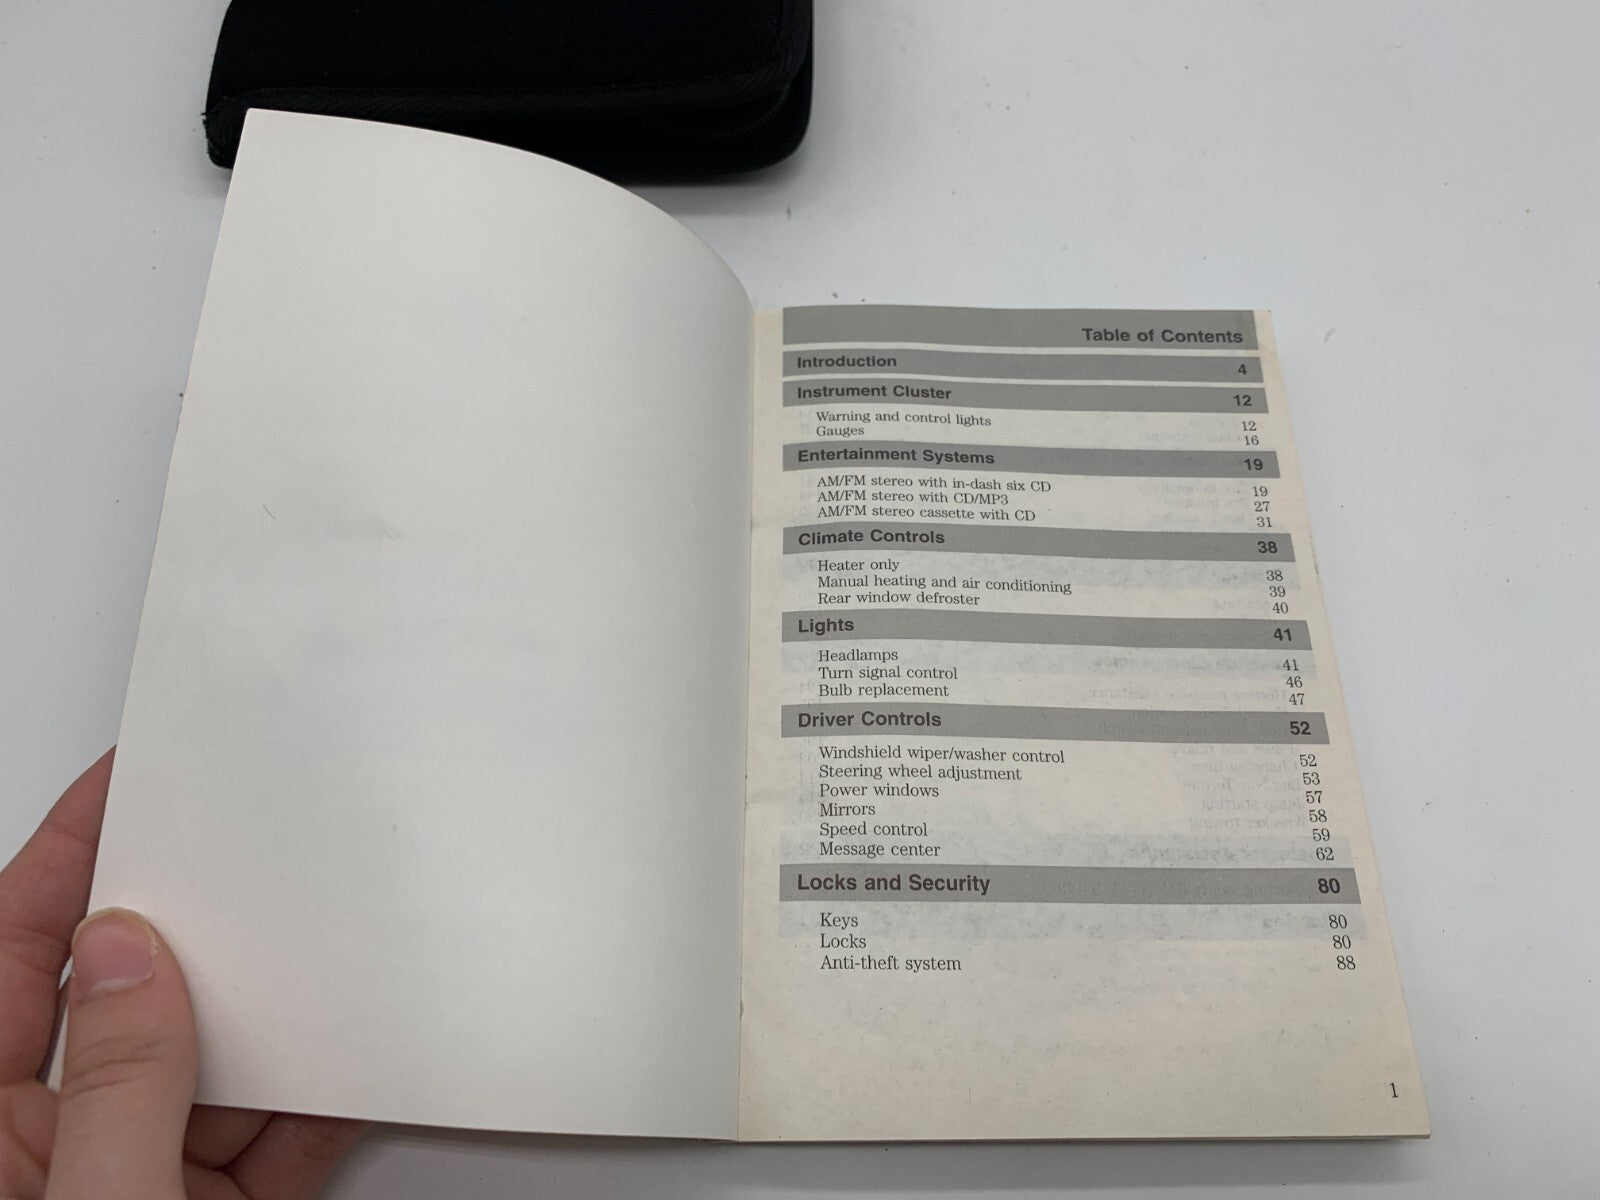 Table of Contents
Introduction 4
Instrument Cluster 12
Warning and control lights 12
Gauges 16
Entertainment Systems 19
AM/FM stereo with in-dash six CD 19
AM/FM stereo with CD/MP3 27
AM/FM stereo cassette with CD 31
Climate Controls 38
Heater only 38
Manual heating and air conditioning 39
Rear window defroster 40
Lights 41
Headlamps 41
Turn signal control 46
Bulb replacement 47
Driver Controls 52
Windshield wiper/washer control 52
Steering wheel adjustment 53
Power windows 57
Mirrors 58
Speed control 59
Message center 62
Locks and Security 80
Keys 80
Locks 80
Anti-theft system 88
1